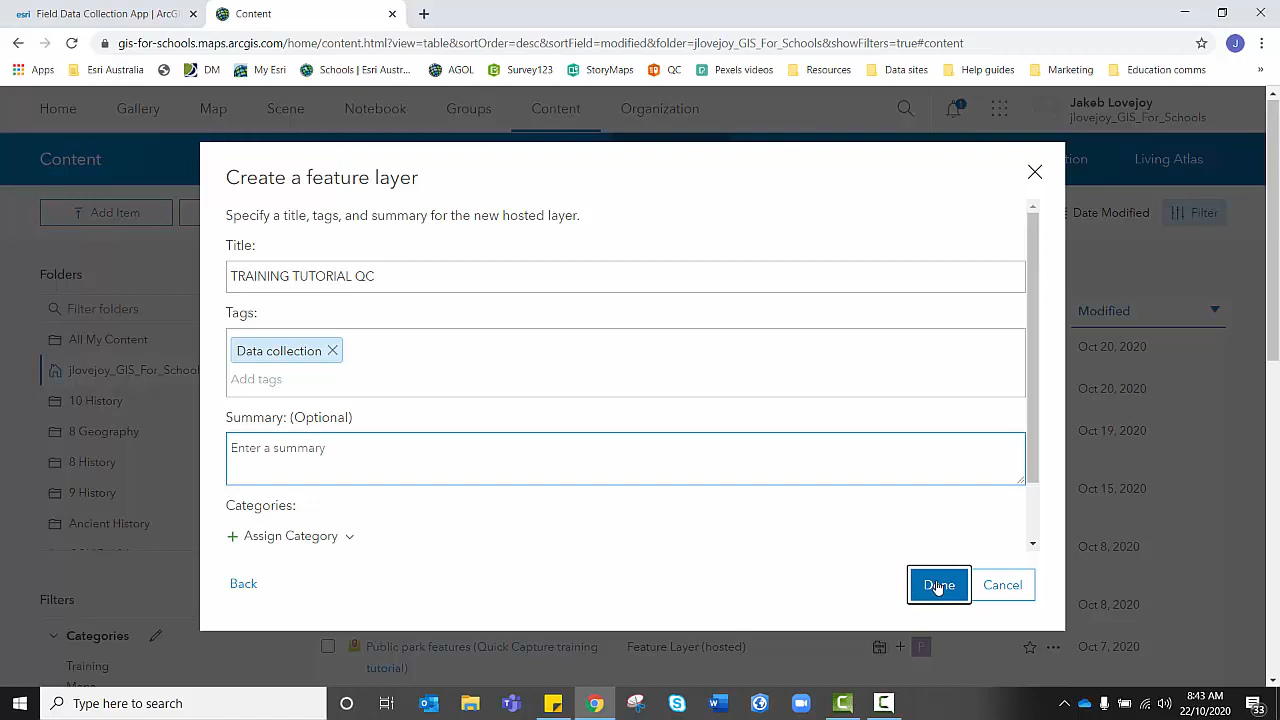 esri Field Data Collection App | ArcG
Content
gis-for-schools.maps.arcgis.com/home/content.html?view=table&sortOrder=desc&sortField=modified&folder=jlovejoy_GIS_For_Schools&showFilters=true#content
J
Apps
Esri Australia
DM
My Esri
Schools | Esri Austr...
AGOL
Survey123
StoryMaps
QC
Pexels videos
Resources
Data sites
Help guides
Marketing
Education comms
»
Home
Gallery
Map
Scene
Notebook
Groups
Content
Organization
1
Jakeb Lovejoy
jlovejoy_GIS_For_Schools
Content
tion
Living Atlas
Add Item
Date Modified
Filter
Create a feature layer
Specify a title, tags, and summary for the new hosted layer.
Title:
TRAINING TUTORIAL QC
Tags:
Data collection
Add tags
Summary: (Optional)
Enter a summary
Categories:
+ Assign Category
Back
Done
Cancel
Folders
Filter folders
All My Content
jlovejoy_GIS_For_School
10 History
8 Geography
8 History
9 History
Ancient History
Filters
Categories
Training
Modified
Oct 20, 2020
Oct 20, 2020
Oct 19, 2020
Oct 15, 2020
Oct 8, 2020
Oct 8, 2020
Public park features (Quick Capture training
tutorial)
Feature Layer (hosted)
P
Oct 7, 2020
Type here to search
8:43 AM
22/10/2020
33